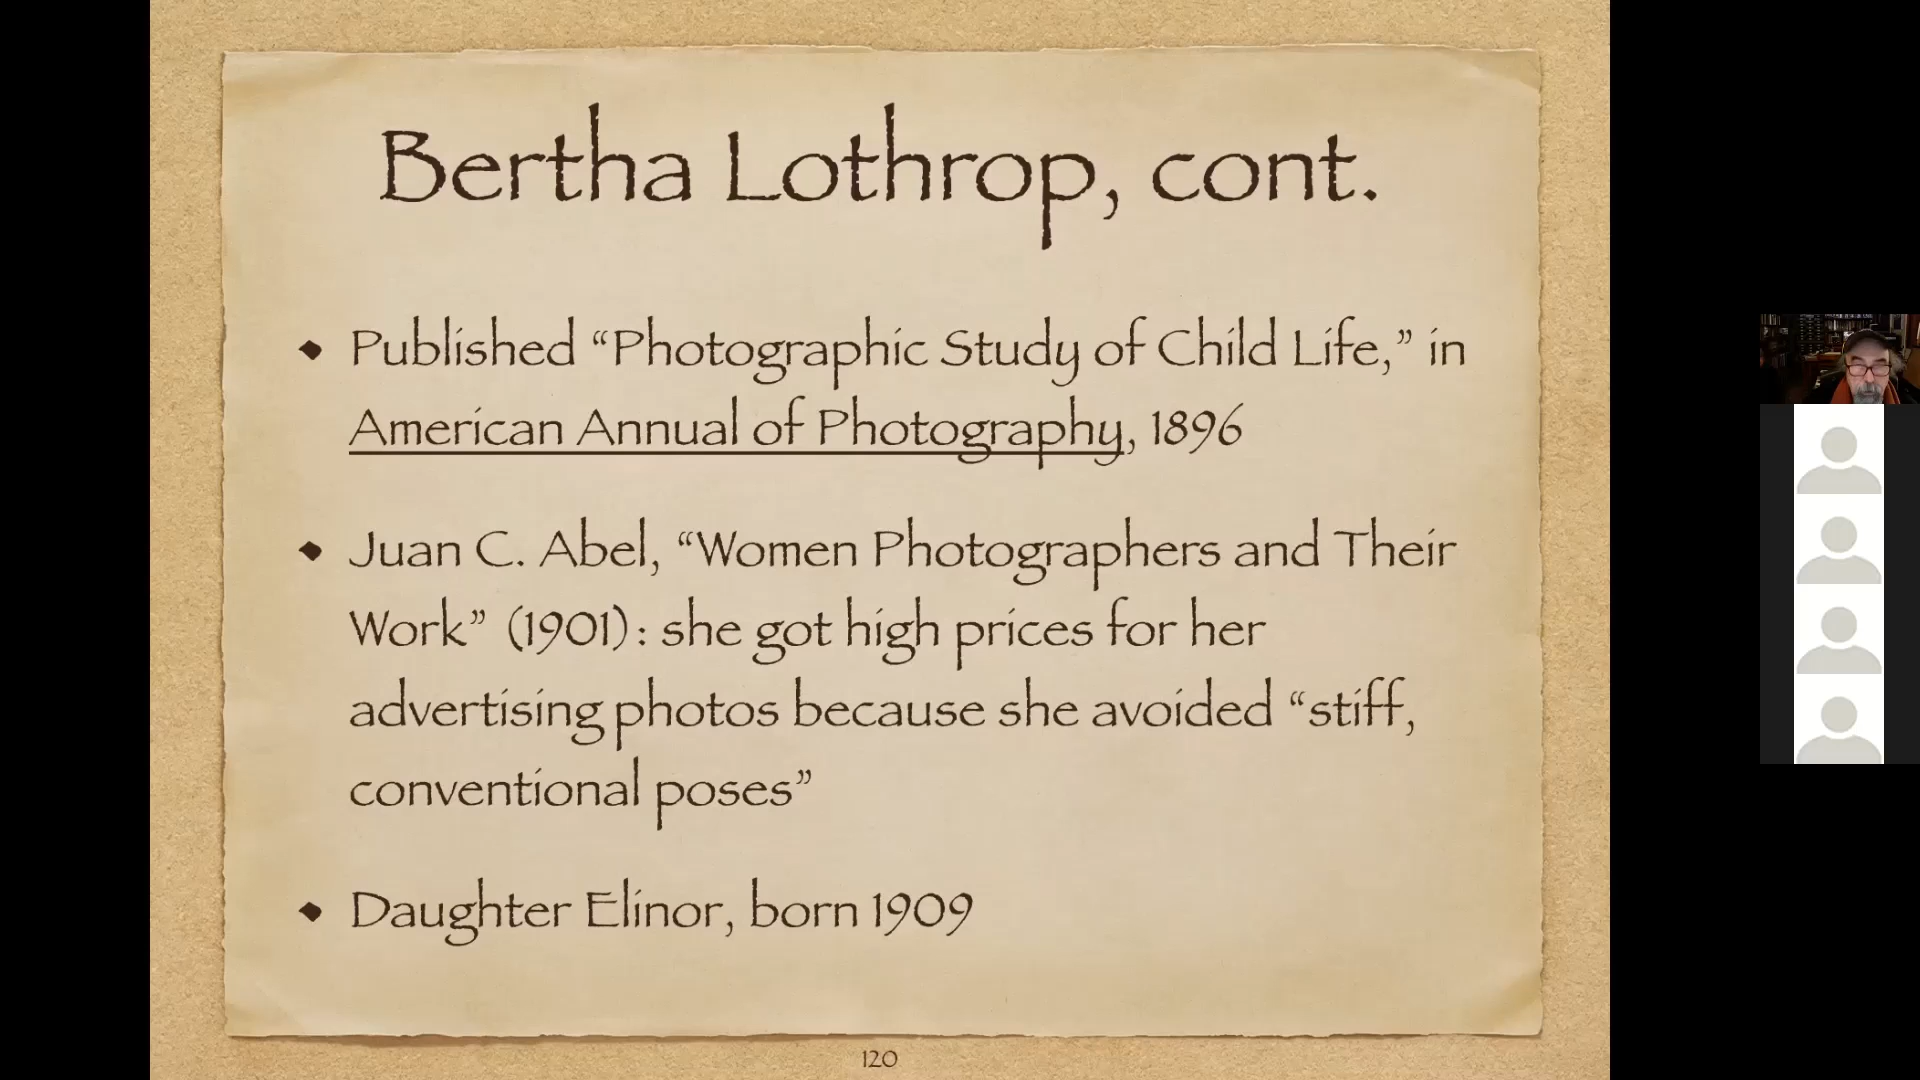 Bertha Lothrop, cont.
◆ Published “Photographic Study of Child Life,” in
American Annual of Photography, 1896
◆ Juan C. Abel, “Women Photographers and Their
Work” (1901): she got high prices for her
advertising photos because she avoided “stiff,
conventional poses”
◆ Daughter Elinor, born 1909
120